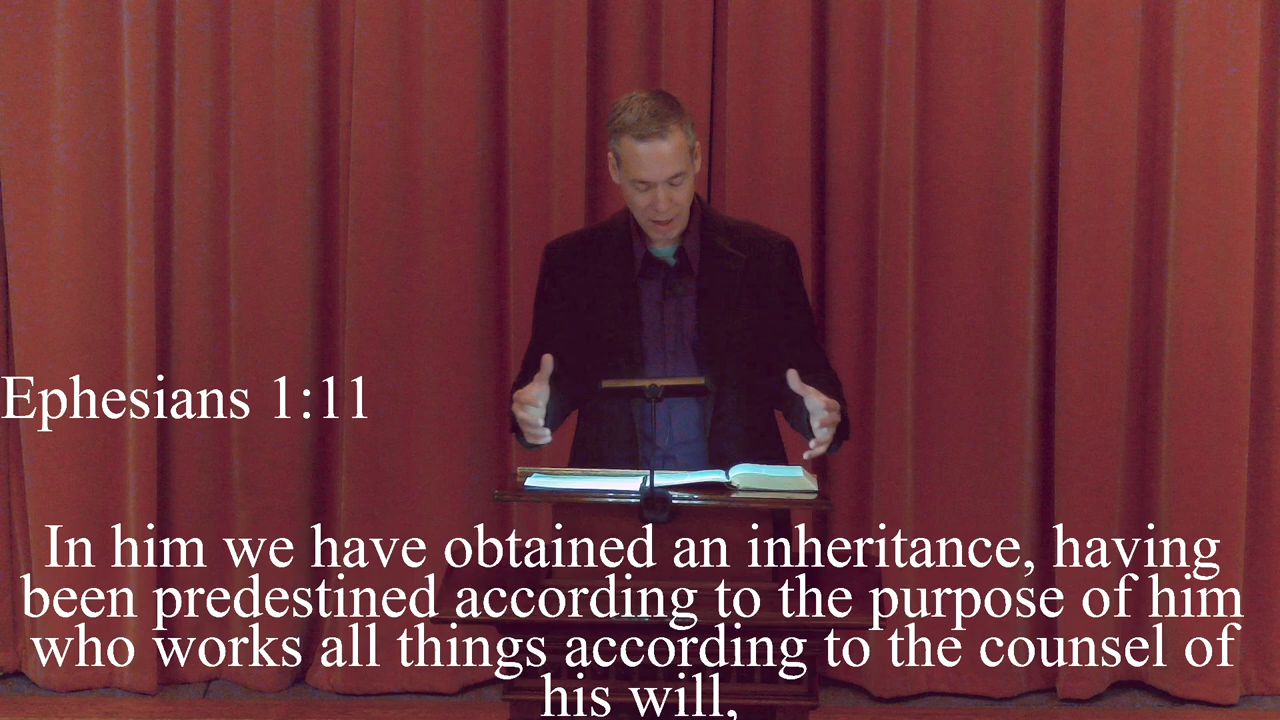 Ephesians 1:11
In him we have obtained an inheritance, having
been predestined according to the purpose of him
who works all things according to the counsel of
his will,